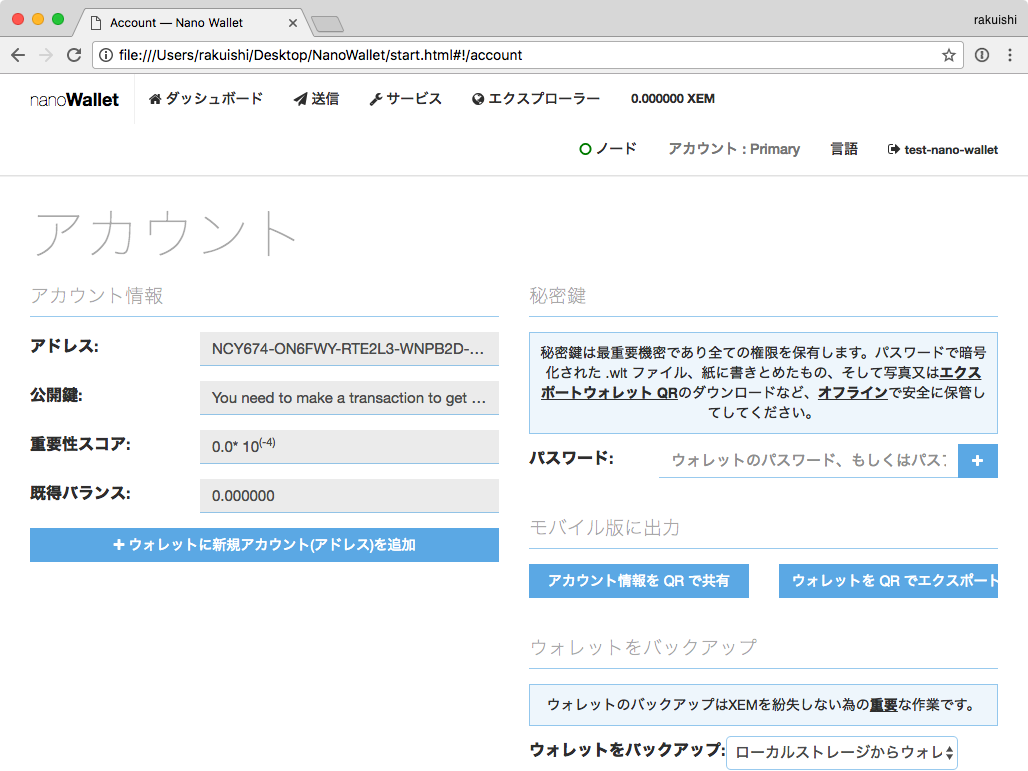 Account — Nano Wallet
rakuishi
file:///Users/rakuishi/Desktop/NanoWallet/start.html#!/account
nanoWallet ダッシュボード 送信 サービス エクスプローラー 0.000000 XEM
ノード アカウント : Primary 言語 test-nano-wallet
アカウント
アカウント情報
アドレス: NCY674-ON6FWY-RTE2L3-WNPB2D-...
公開鍵: You need to make a transaction to get ...
重要性スコア: 0.0* 10(-4)
既得バランス: 0.000000
ウォレットに新規アカウント(アドレス)を追加
秘密鍵
秘密鍵は最重要機密であり全ての権限を保有します。パスワードで暗号
化された .wlt ファイル、紙に書きとめたもの、そして写真又はエクス
ポートウォレット QRのダウンロードなど、オフラインで安全に保管し
てしてください。
パスワード: ウォレットのパスワード、もしくはパス
モバイル版に出力
アカウント情報を QR で共有 ウォレットを QR でエクスポート
ウォレットをバックアップ
ウォレットのバックアップはXEMを紛失しない為の重要な作業です。
ウォレットをバックアップ: ローカルストレージからウォレ